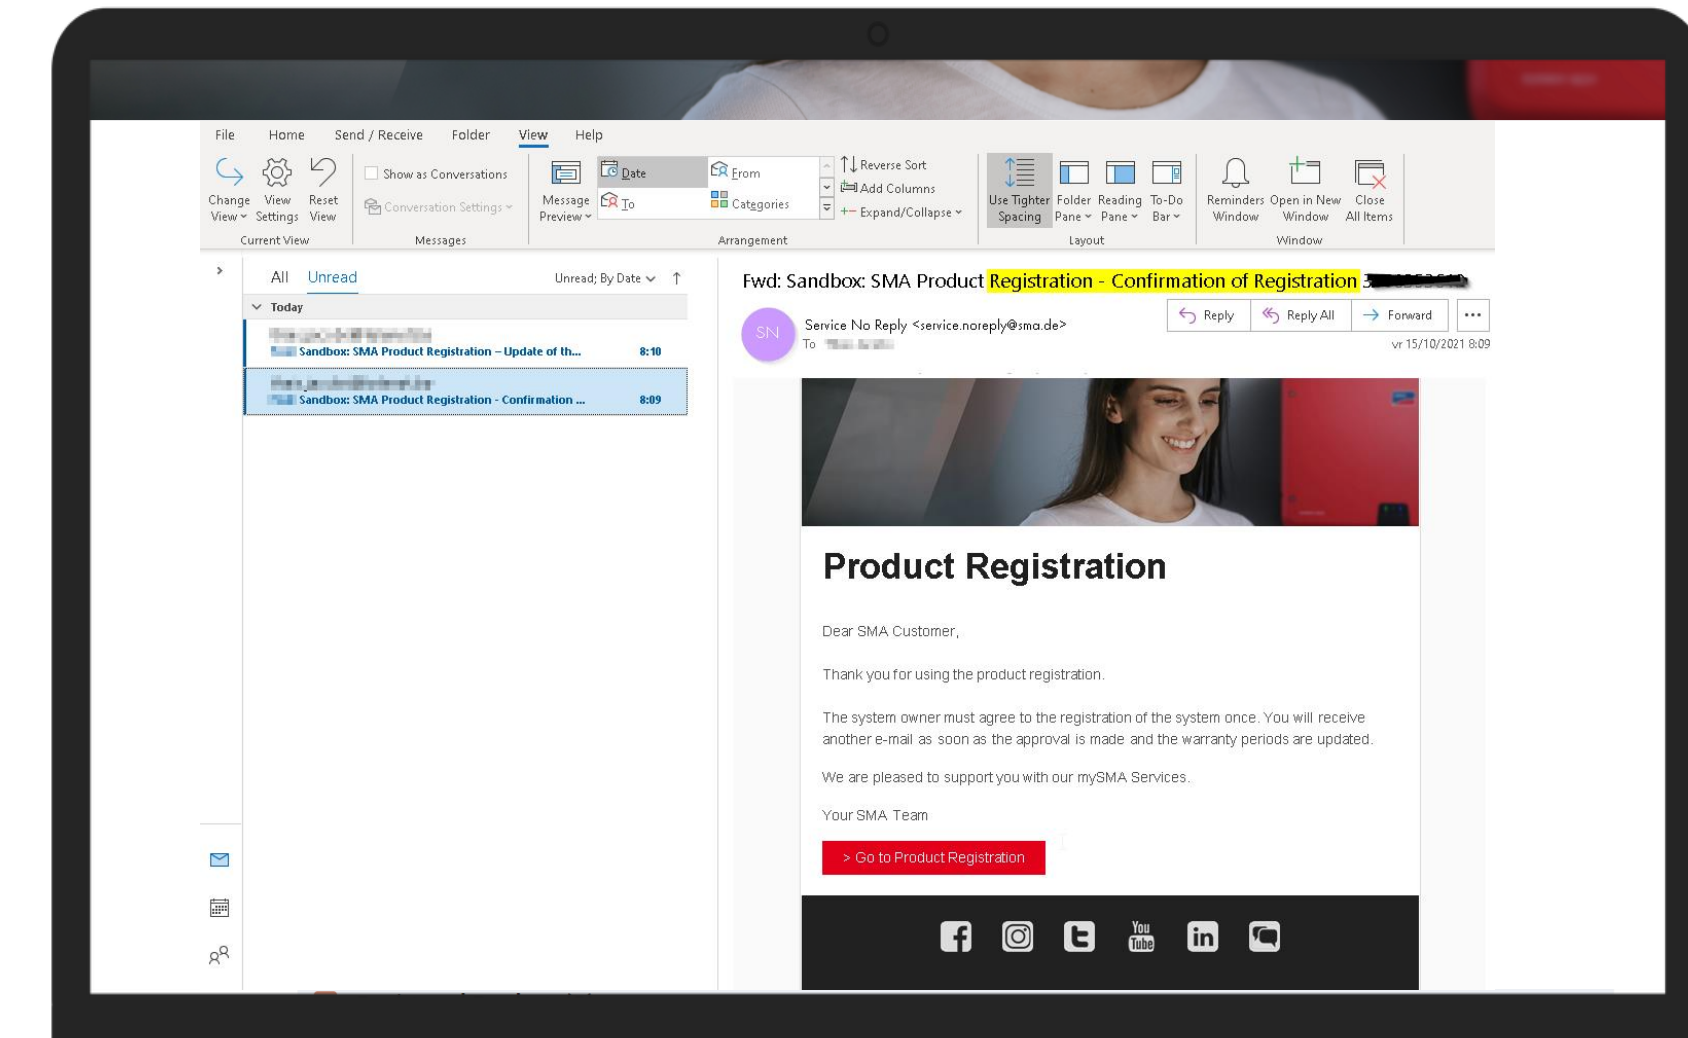 File Home Send / Receive Folder View Help
Change View View Settings Reset View
Show as Conversations
Conversation Settings
Message Preview
Date From
To Categories
Reverse Sort
Add Columns
Expand/Collapse
Use Tighter Spacing Folder Pane Reading Pane To-Do Bar
Reminders Window Open in New Window Close All Items
Current View Messages Arrangement Layout Window
All Unread Unread; By Date
Today
Sandbox: SMA Product Registration – Update of th... 8:10
Sandbox: SMA Product Registration - Confirmation ... 8:09
Fwd: Sandbox: SMA Product Registration - Confirmation of Registration
SN
Service No Reply <service.noreply@sma.de>
To
Reply Reply All Forward ...
vr 15/10/2021 8:09
Product Registration
Dear SMA Customer,
Thank you for using the product registration.
The system owner must agree to the registration of the system once. You will receive
another e-mail as soon as the approval is made and the warranty periods are updated.
We are pleased to support you with our mySMA Services.
Your SMA Team
> Go to Product Registration
You
Tube
in